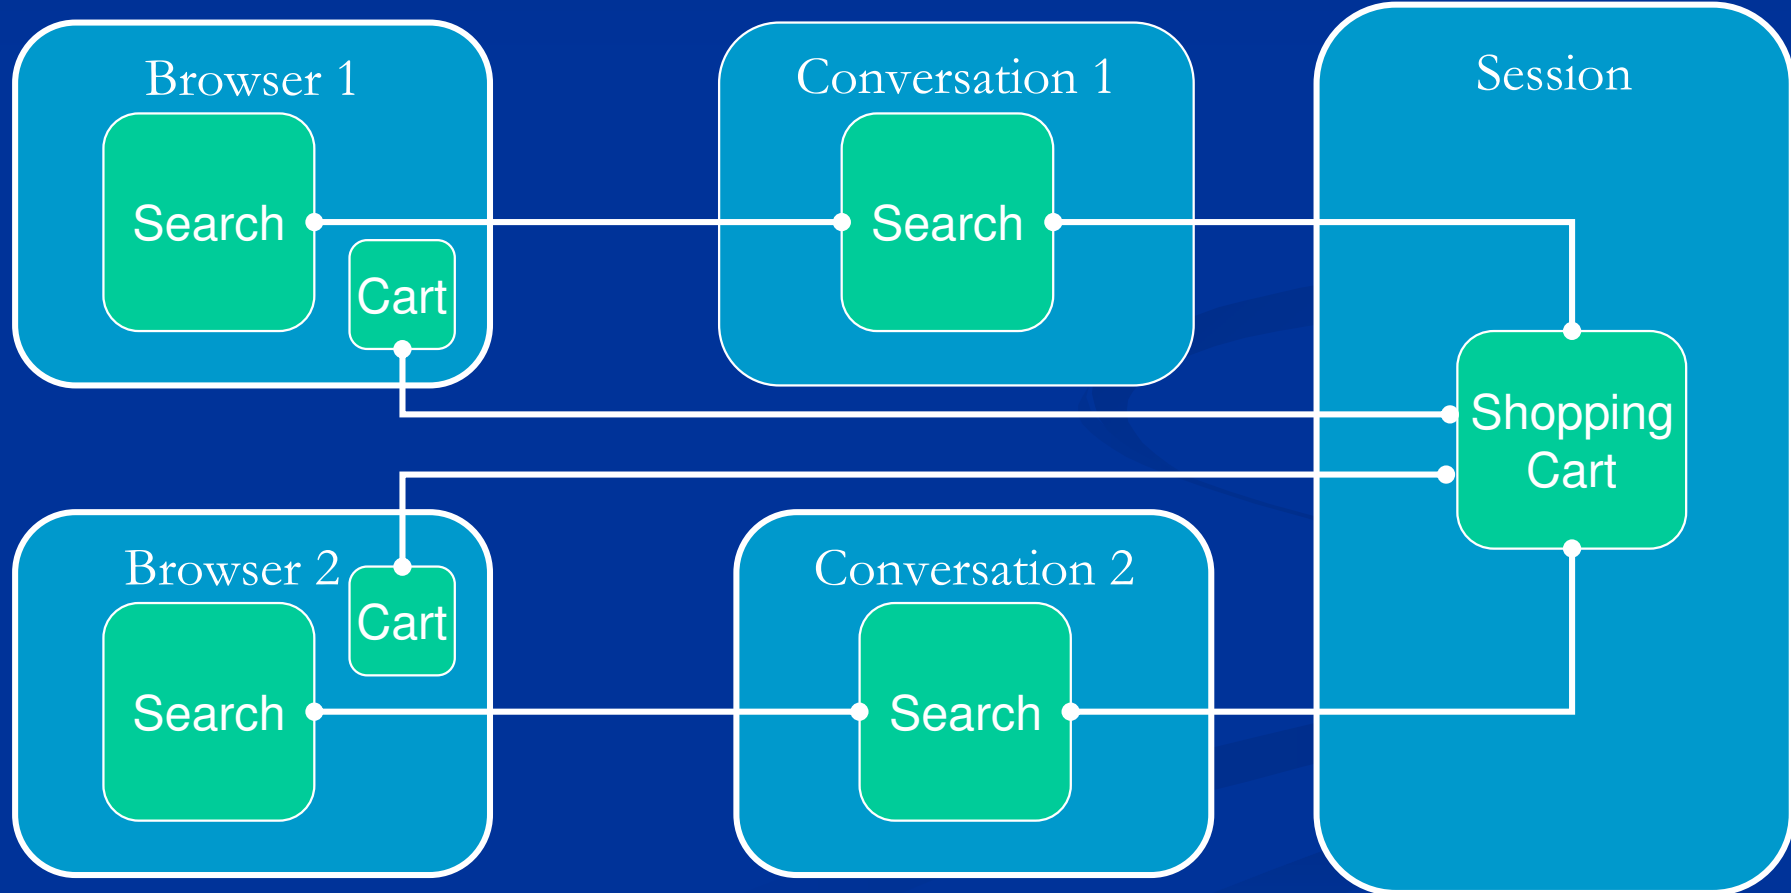 Browser 1
Search
Cart
Conversation 1
Search
Session
Shopping
Cart
Browser 2
Cart
Search
Conversation 2
Search